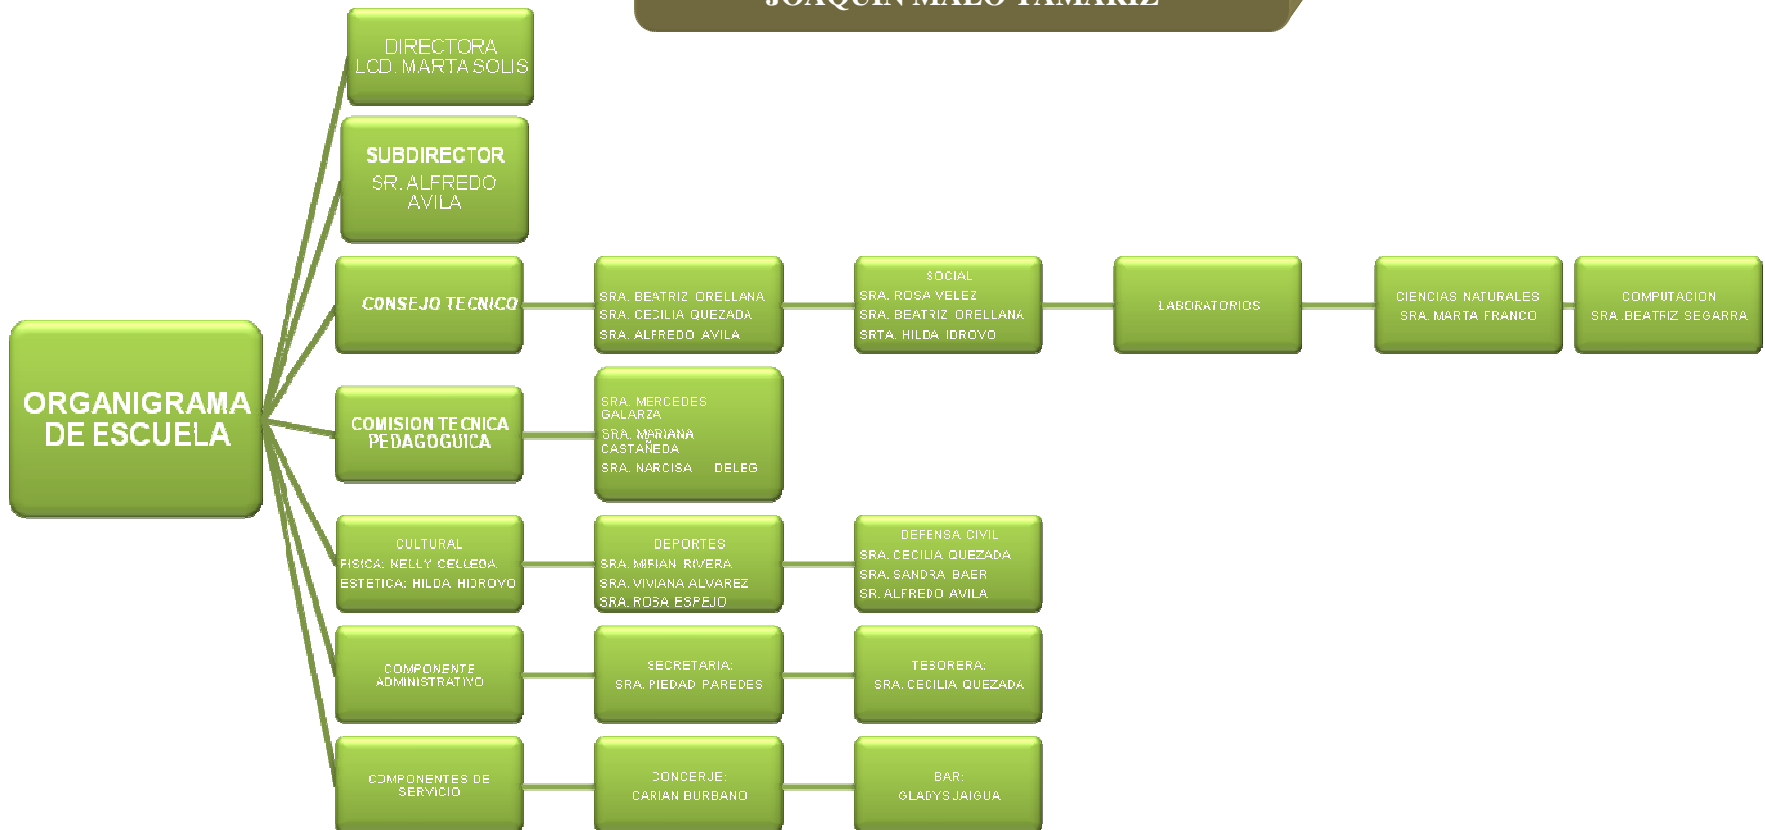 JOAQUIN MALO TAMARIZ
DIRECTORA
LCD. MARTA SOLIS
SUBDIRECTOR
SR. ALFREDO
AVILA
CONSEJO TECNICO
SRA. BEATRIZ ORELLANA
SRA. CECILIA QUEZADA
SRA. ALFREDO AVILA
SOCIAL
SRA. ROSA VELEZ
SRA. BEATRIZ ORELLANA
SRTA. HILDA IDROVO
LABORATORIOS
CIENCIAS NATURALES
SRA. MARTA FRANCO
COMPUTACION
SRA. BEATRIZ SEGARRA
ORGANIGRAMA
DE ESCUELA
COMISION TECNICA
PEDAGOGUICA
SRA. MERCEDES
GALARZA
SRA. MARIANA
CASTAÑEDA
SRA. NARCISA DELEG
CULTURAL
FISICA: NELLY
ESTETICA: HILDA HIDROVO
DEPORTES
SRA. MIRIAN RIVERA
SRA. VIVIANA ALVAREZ
SRA. ROSA ESPEJO
DEFENSA CIVIL
SRA. CECILIA QUEZADA
SRA. SANDRA BAER
SR. ALFREDO AVILA
COMPONENTE
ADMINISTRATIVO
SECRETARIA:
SRA. PIEDAD PAREDES
TESORERA:
SRA. CECILIA QUEZADA
COMPONENTES DE
SERVICIO
CONCERJE:
CARIAN BURBANO
BAR:
GLADYS JAIGUA